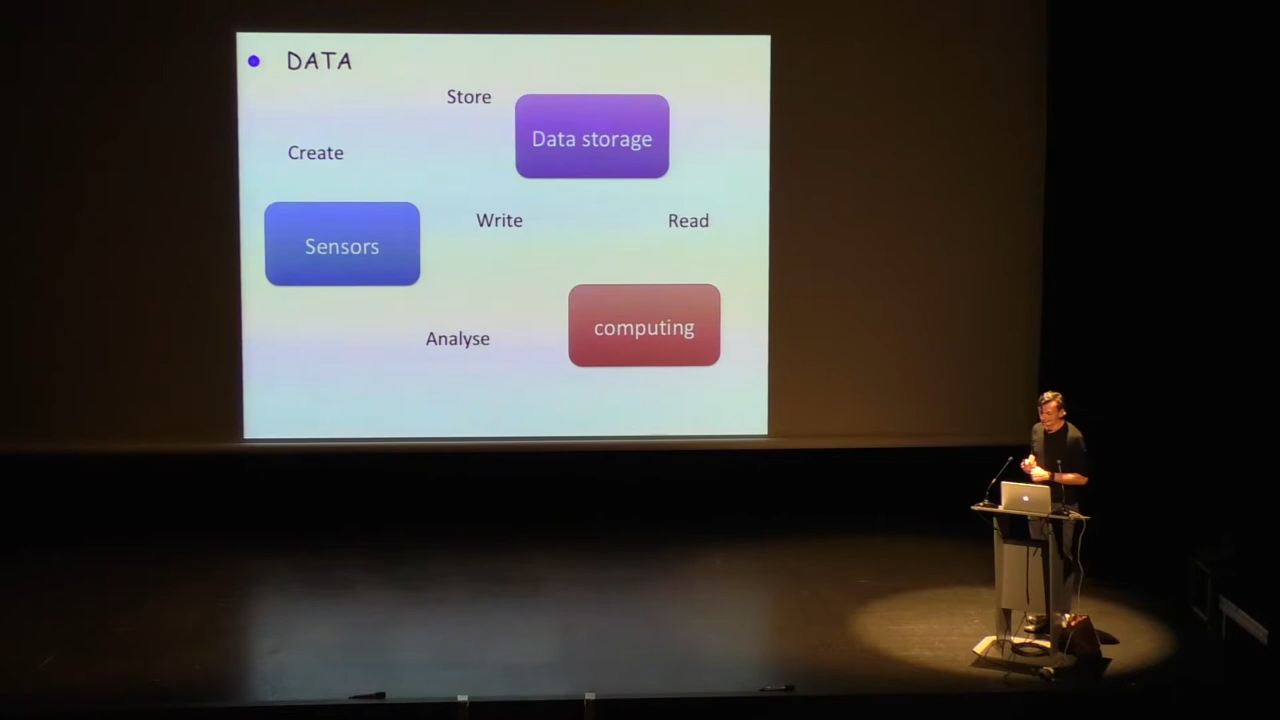 DATA
Store
Data storage
Create
Write
Read
Sensors
computing
Analyse